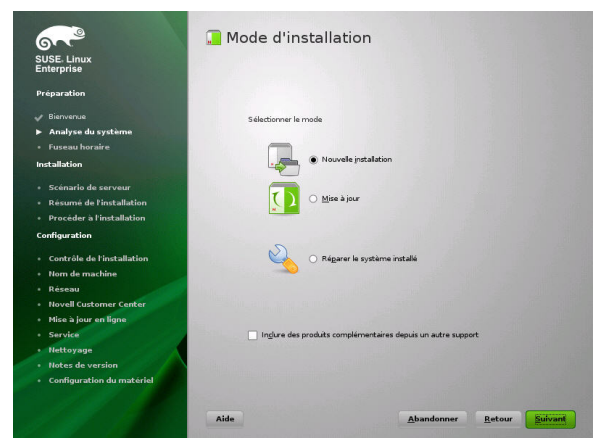 SUSE. Linux
Enterprise
Préparation
Bienvenue
Analyse du système
Fuseau horaire
Installation
Scénario de serveur
Résumé de l'installation
Procéder à l'installation
Configuration
Contrôle de l'installation
Nom de machine
Réseau
Novell Customer Center
Mise à jour en ligne
Service
Nettoyage
Notes de version
Configuration du matériel
Mode d'installation
Sélectionner le mode
Nouvelle installation
Mise à jour
Réparer le système installé
Inclure des produits complémentaires depuis un autre support
Aide
Abandonner
Retour
Suivant